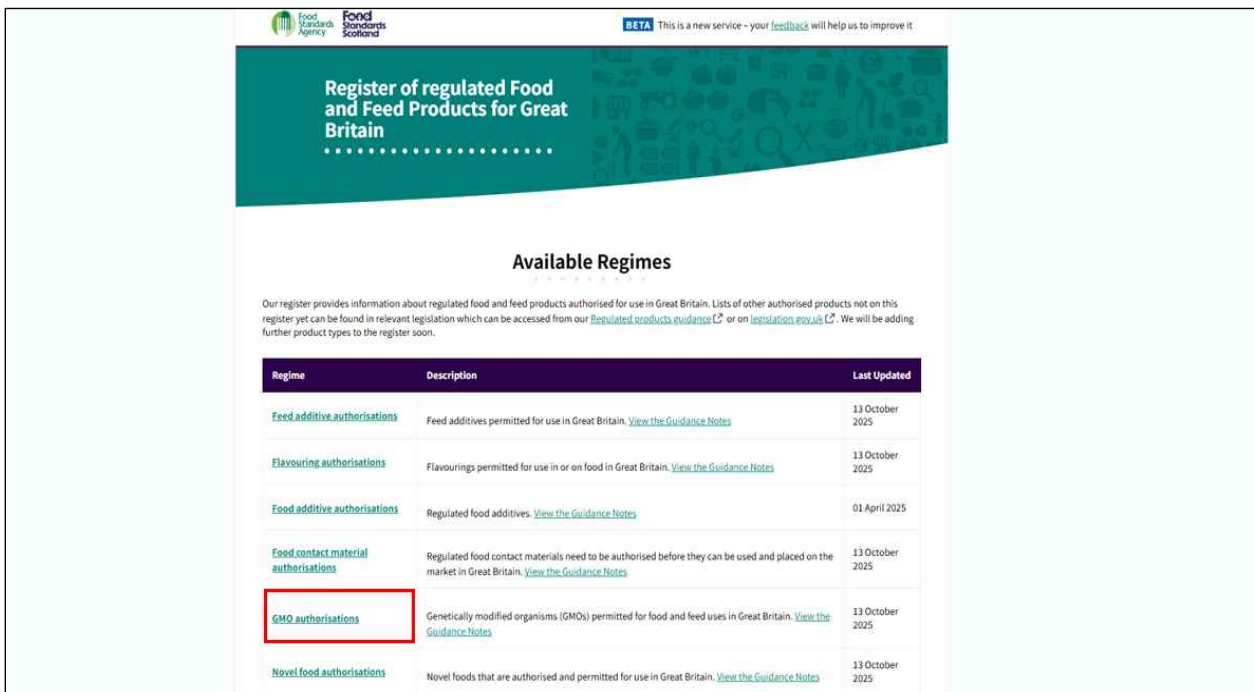 Food
Standards
Agency
Food
Standards
Scotland
BETA This is a new service – your feedback will help us to improve it
Register of regulated Food
and Feed Products for Great
Britain
Available Regimes
Our register provides information about regulated food and feed products authorised for use in Great Britain. Lists of other authorised products not on this
register yet can be found in relevant legislation which can be accessed from our Regulated products guidance or on legislation.gov.uk. We will be adding
further product types to the register soon.
Regime Description Last Updated
Feed additive authorisations Feed additives permitted for use in Great Britain. View the Guidance Notes 13 October
2025
Flavouring authorisations Flavourings permitted for use in or on food in Great Britain. View the Guidance Notes 13 October
2025
Food additive authorisations Regulated food additives. View the Guidance Notes 01 April 2025
Food contact material
authorisations
Regulated food contact materials need to be authorised before they can be used and placed on the
market in Great Britain. View the Guidance Notes
13 October
2025
GMO authorisations
Genetically modified organisms (GMOs) permitted for food and feed uses in Great Britain. View the
Guidance Notes
13 October
2025
Novel food authorisations Novel foods that are authorised and permitted for use in Great Britain. View the Guidance Notes 13 October
2025